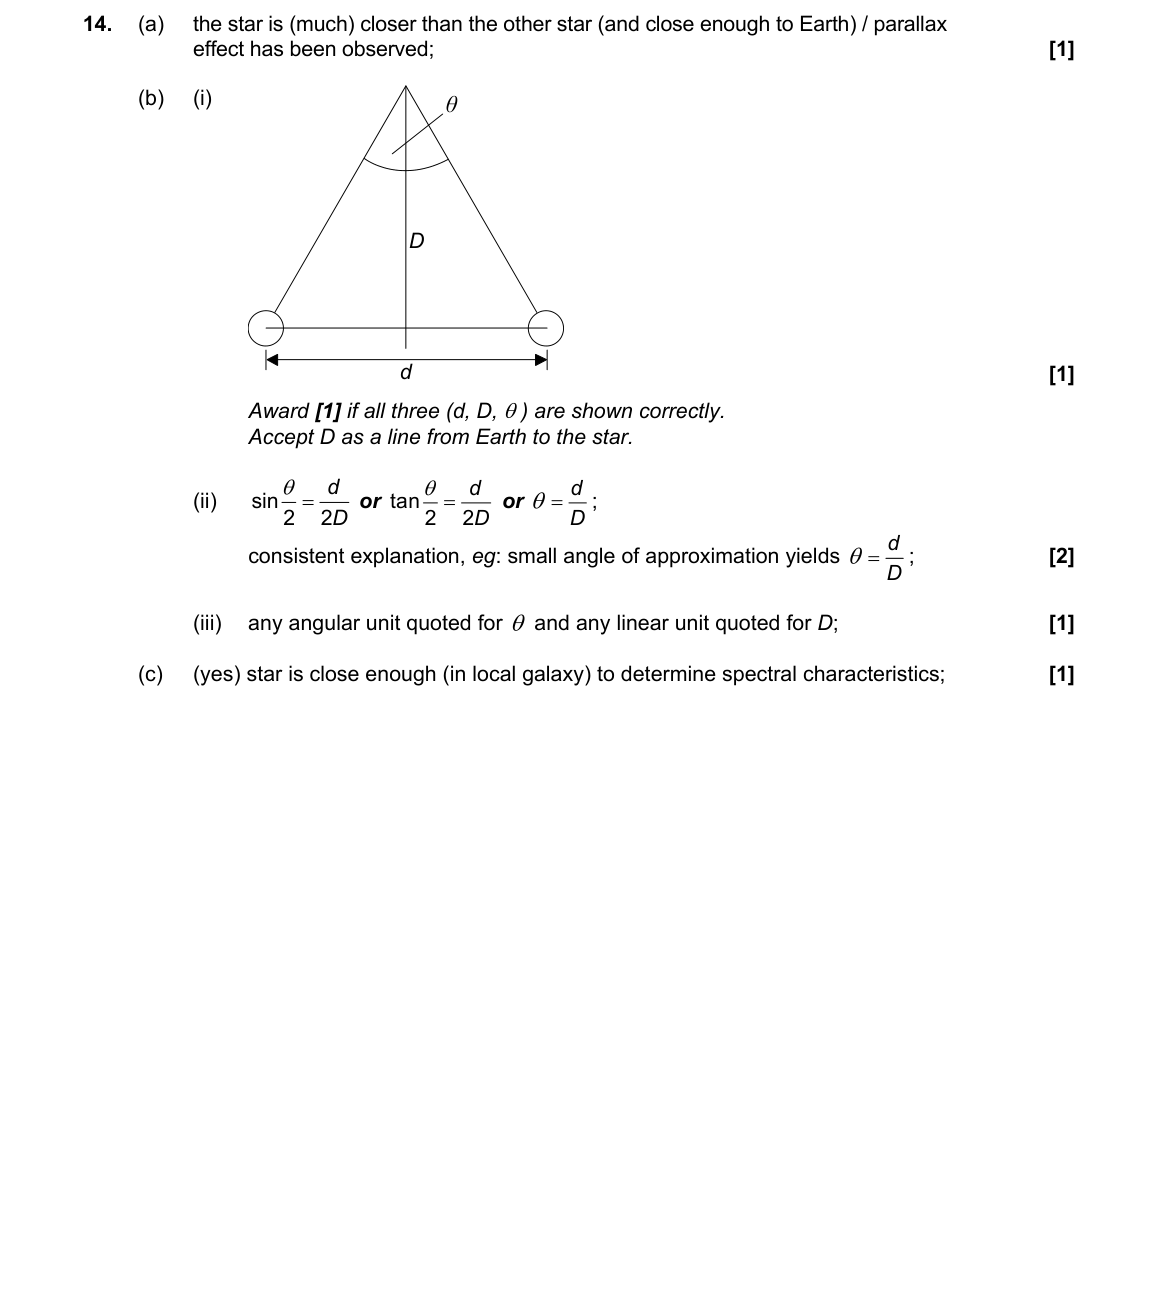 14. (a) the star is (much) closer than the other star (and close enough to Earth) / parallax
effect has been observed; [1]
(b) (i)
θ
D
d
[1]
Award [1] if all three (d, D, θ ) are shown correctly.
Accept D as a line from Earth to the star.
(ii) sin θ/2 = d/2D or tan θ/2 = d/2D or θ = d/D ;
consistent explanation, eg: small angle of approximation yields θ = d/D ; [2]
(iii) any angular unit quoted for θ and any linear unit quoted for D; [1]
(c) (yes) star is close enough (in local galaxy) to determine spectral characteristics; [1]